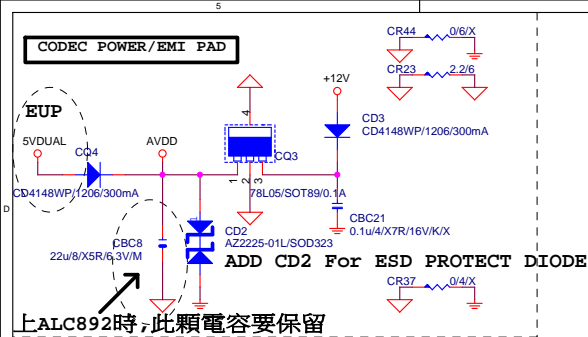 5
CODEC POWER/EMI PAD
CR44
0/6/X
CR23
2.2/6
+12V
EUP
4
CD3
CD4148WP/1206/300mA
5VDUAL
AVDD
CQ4
CQ3
1
2
3
CD4148WP/1206/300mA
78L05/SOT89/0.1A
D
CBC21
0.1u/4/X7R/16V/K/X
1
CD2
AZ2225-01L/SOD323
CBC8
22u/8/X5R/6.3V/M
ADD CD2 For ESD PROTECT DIODE
CR37
0/4/X
上ALC892時,此顆電容要保留